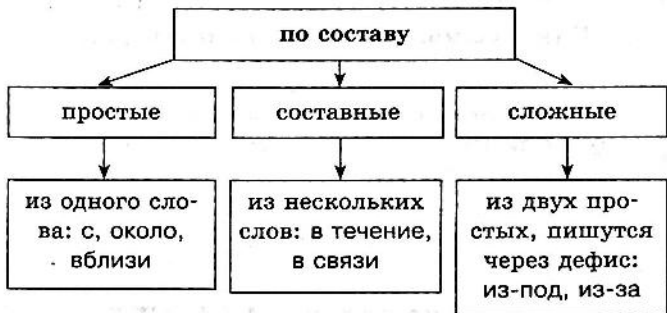 по составу
простые
составные
сложные
из одного сло-
ва: с, около,
вблизи
из нескольких
слов: в течение,
в связи
из двух про-
стых, пишутся
через дефис:
из-под, из-за